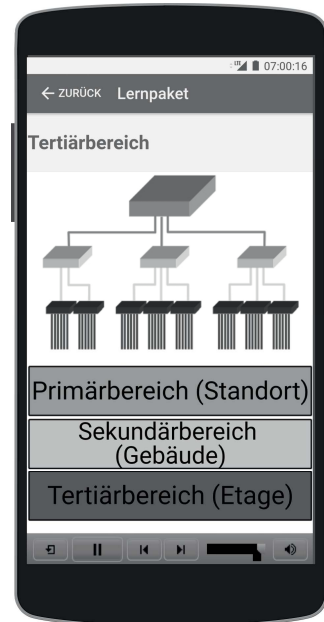 07:00:16
ZURÜCK Lernpaket
Tertiärbereich
Primärbereich (Standort)
Sekundärbereich
(Gebäude)
Tertiärbereich (Etage)